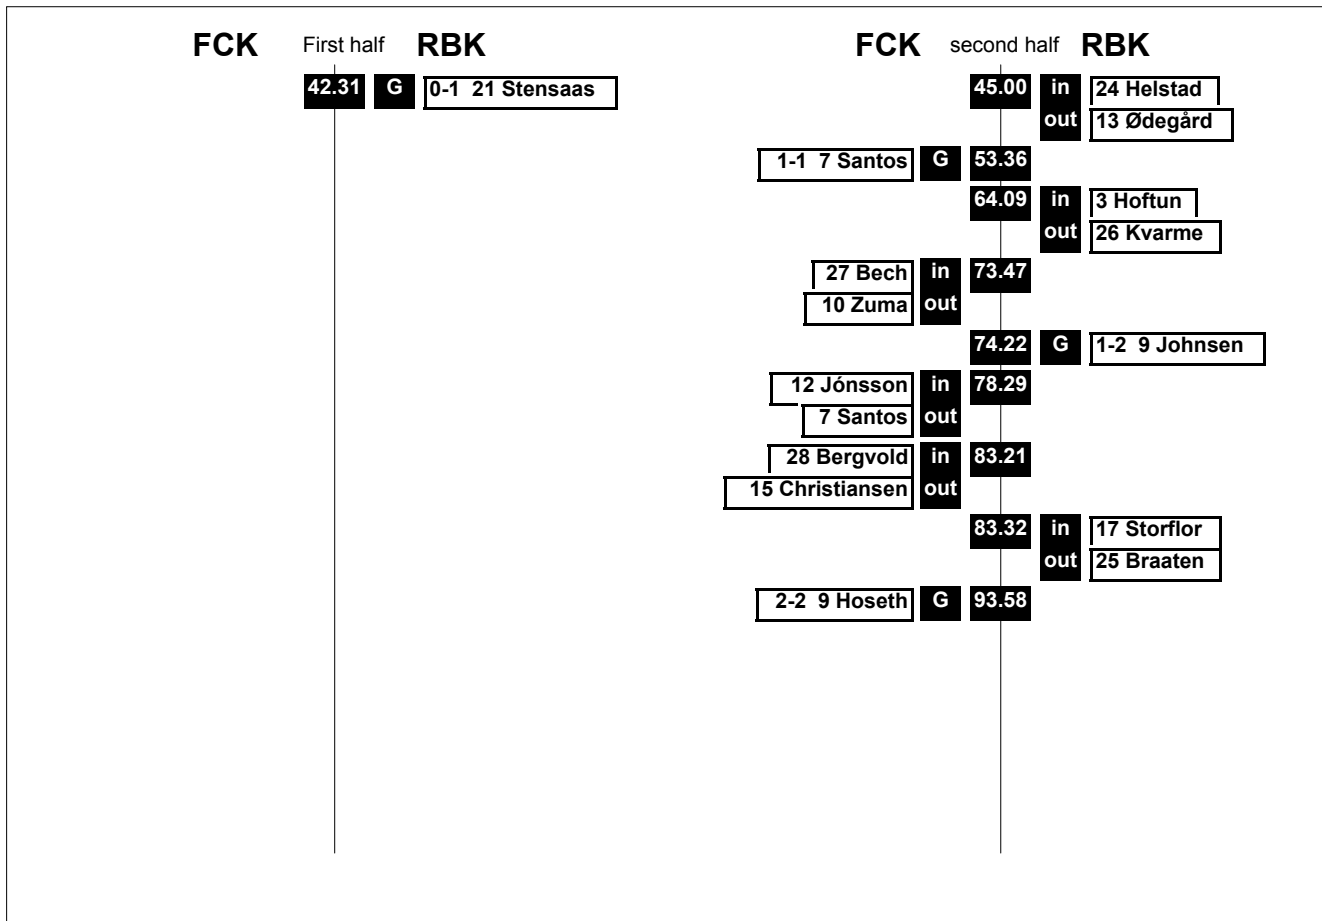 FCK First half RBK
42.31 G 0-1 21 Stensaas
FCK second half RBK
45.00 in 24 Helstad
out 13 Ødegård
1-1 7 Santos G 53.36
64.09 in 3 Hoftun
out 26 Kvarme
27 Bech in 73.47
10 Zuma out
74.22 G 1-2 9 Johnsen
12 Jónsson in 78.29
7 Santos out
28 Bergvold in 83.21
15 Christiansen out
83.32 in 17 Storflor
out 25 Braaten
2-2 9 Hoseth G 93.58